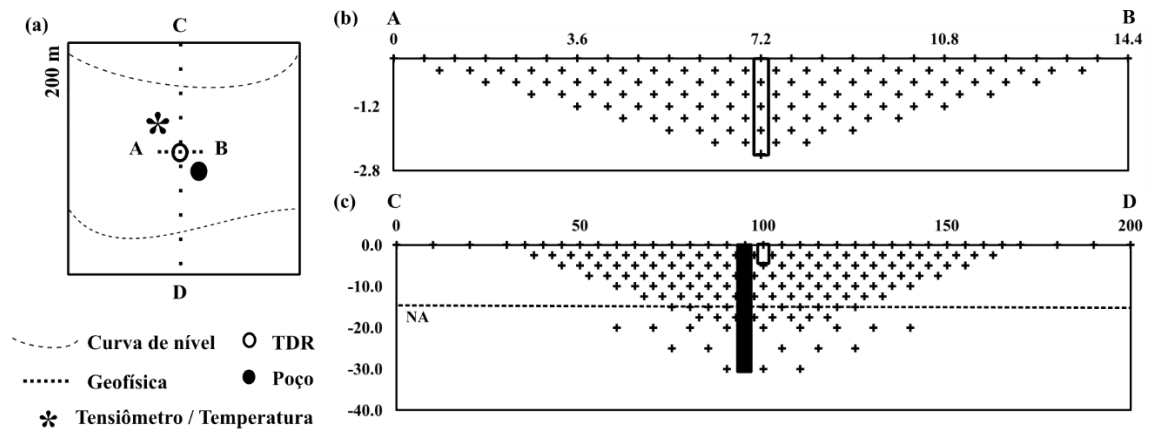 (a)
C
200 m
A
B
D
Curva de nível
TDR
Geofísica
Poço
Tensiômetro / Temperatura
(b)
A
B
0
3.6
7.2
10.8
14.4
-1.2
-2.8
(c)
C
D
0
50
100
150
200
0.0
-10.0
NA
-20.0
-30.0
-40.0